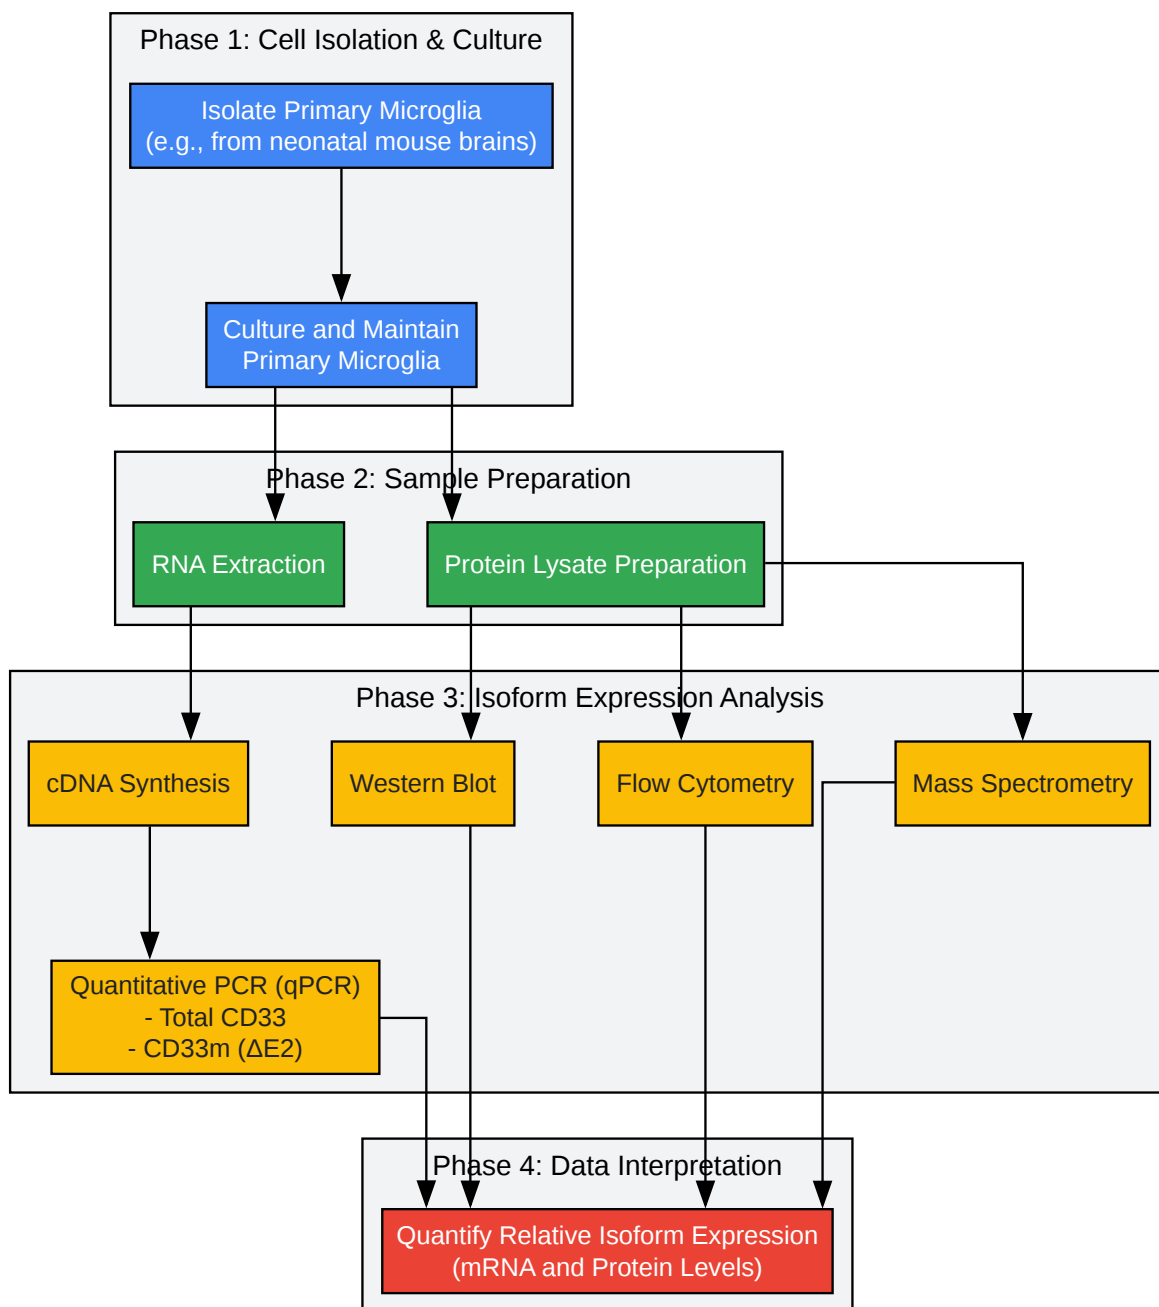 Phase 1: Cell Isolation & Culture
Isolate Primary Microglia
(e.g., from neonatal mouse brains)
Culture and Maintain
Primary Microglia
Phase 2: Sample Preparation
RNA Extraction
Protein Lysate Preparation
Phase 3: Isoform Expression Analysis
cDNA Synthesis
Western Blot
Flow Cytometry
Mass Spectrometry
Quantitative PCR (qPCR)
- Total CD33
- CD33m (ΔE2)
Phase 4: Data Interpretation
Quantify Relative Isoform Expression
(mRNA and Protein Levels)